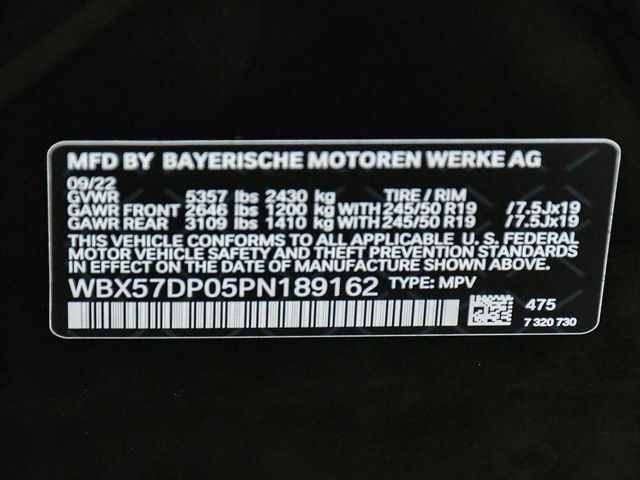 MFD BY BAYERISCHE MOTOREN WERKE AG
09/22
GVWR 5357 lbs 2430 kg TIRE / RIM
GAWR FRONT 2646 lbs 1200 kg WITH 245/50 R19 /7.5Jx19
GAWR REAR 3109 lbs 1410 kg WITH 245/50 R19 /7.5Jx19
THIS VEHICLE CONFORMS TO ALL APPLICABLE U. S. FEDERAL
MOTOR VEHICLE SAFETY AND THEFT PREVENTION STANDARDS
IN EFFECT ON THE DATE OF MANUFACTURE SHOWN ABOVE.
WBX57DP05PN189162 TYPE: MPV
475
7 320 730